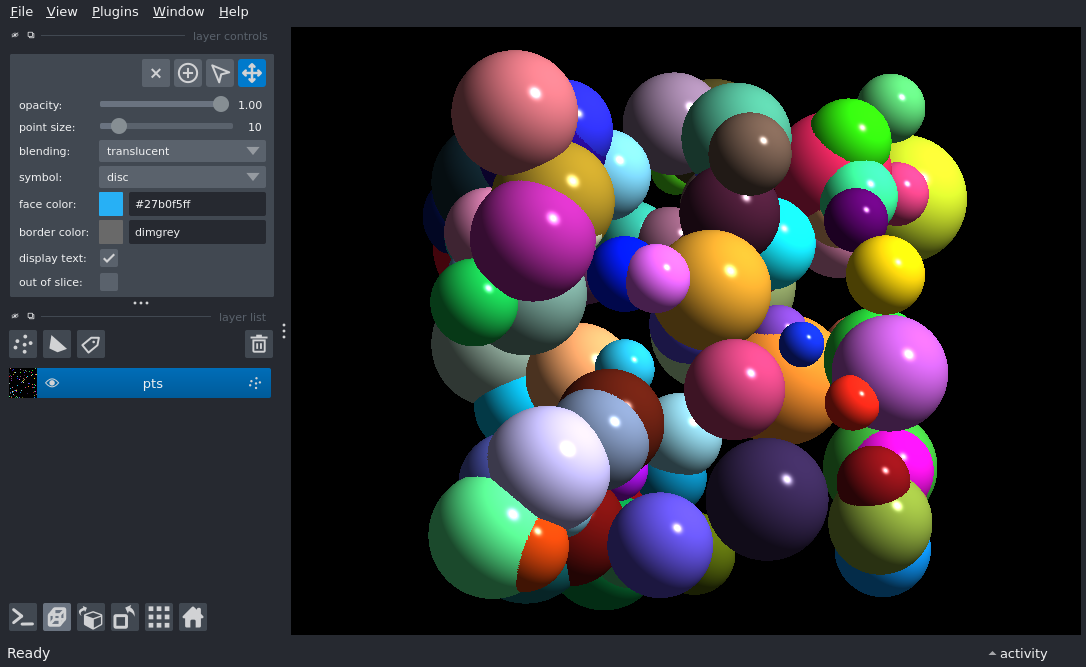 File View Plugins Window Help
layer controls
opacity: 1.00
point size: 10
blending: translucent
symbol: disc
face color: #27b0f5ff
border color: dimgrey
display text:
out of slice:
layer list
pts
Ready activity